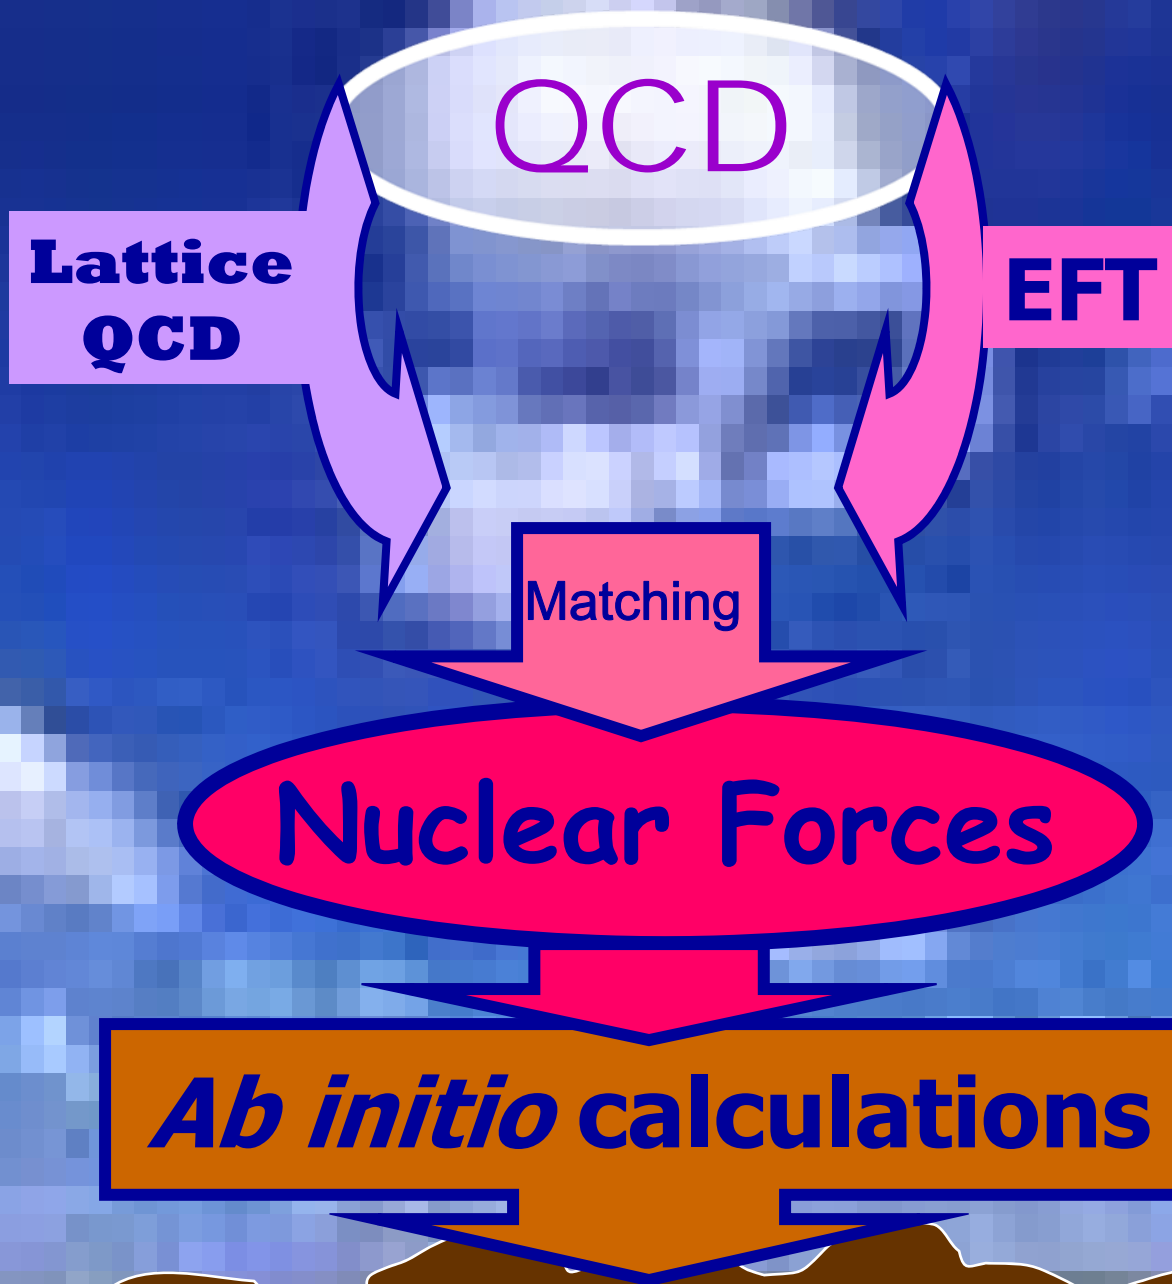 QCD
Lattice
QCD
EFT
Matching
Nuclear Forces
Ab initio calculations